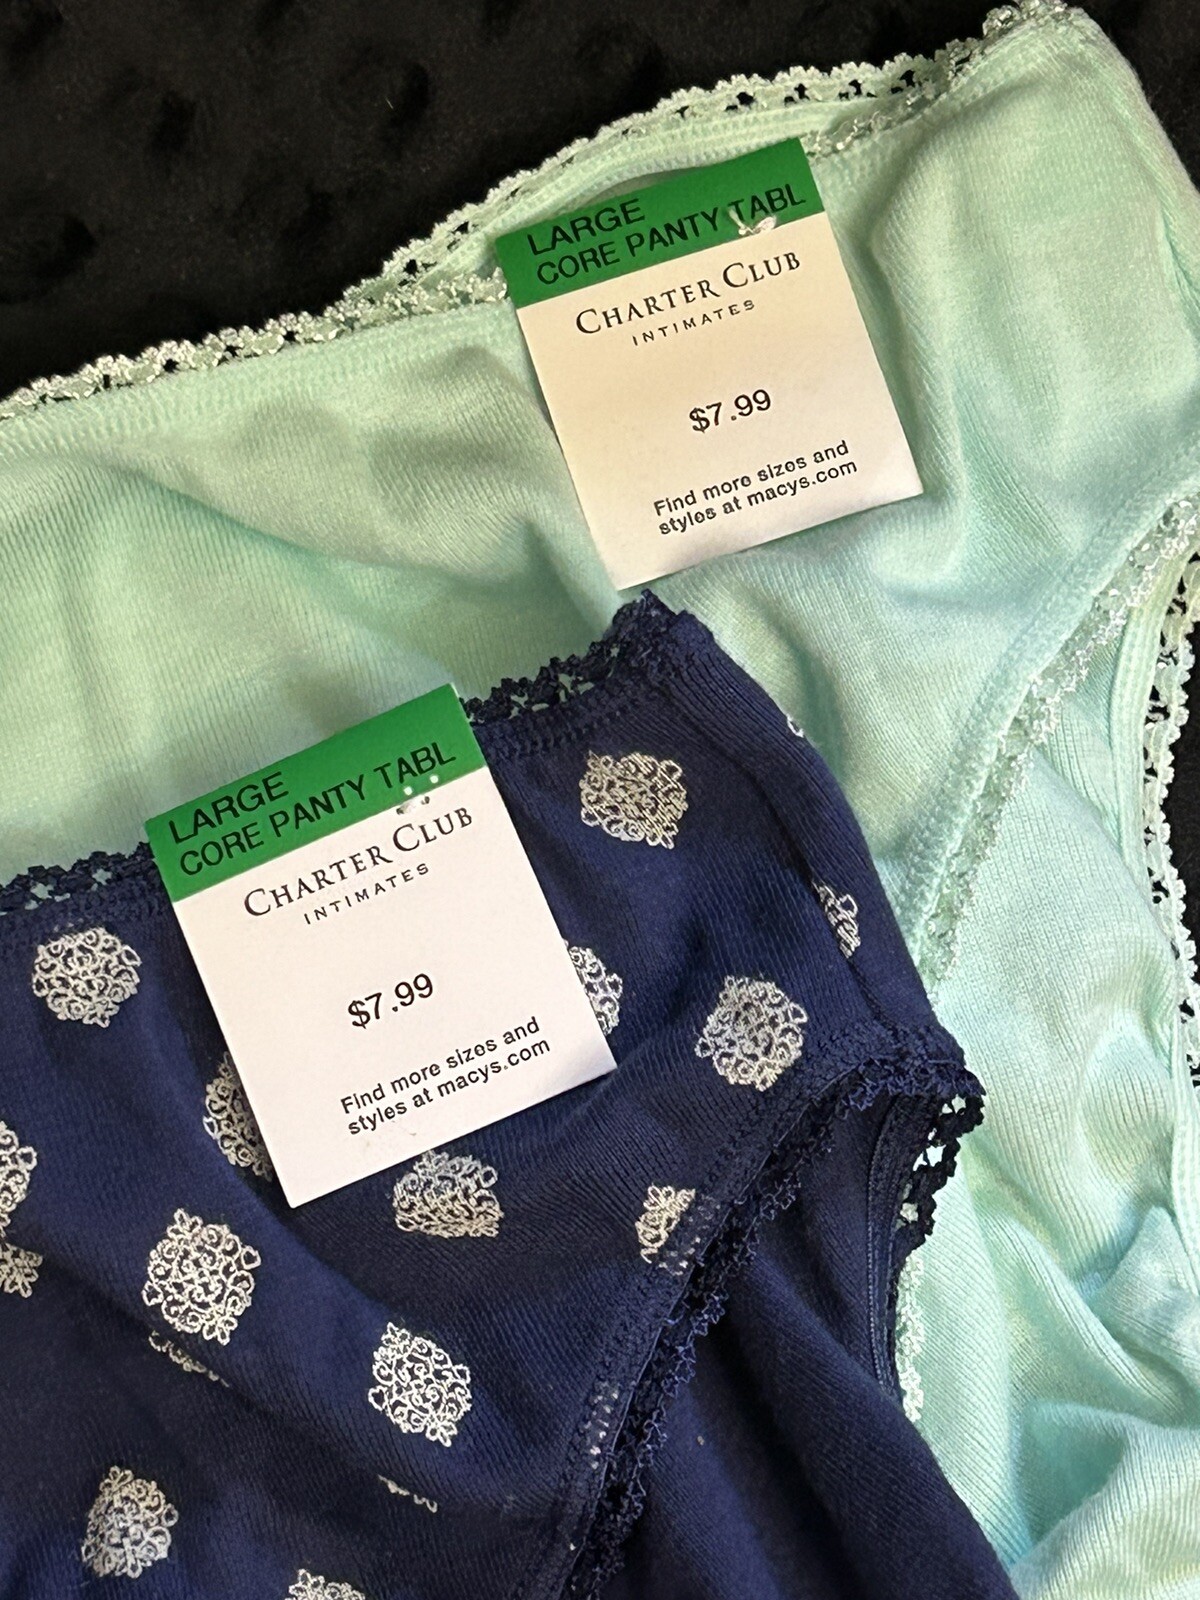 LARGE
CORE PANTY TABL
CHARTER CLUB
INTIMATES
$7.99
Find more sizes and
styles at macys.com
LARGE
CORE PANTY TABL
CHARTER CLUB
INTIMATES
$7.99
Find more sizes and
styles at macys.com